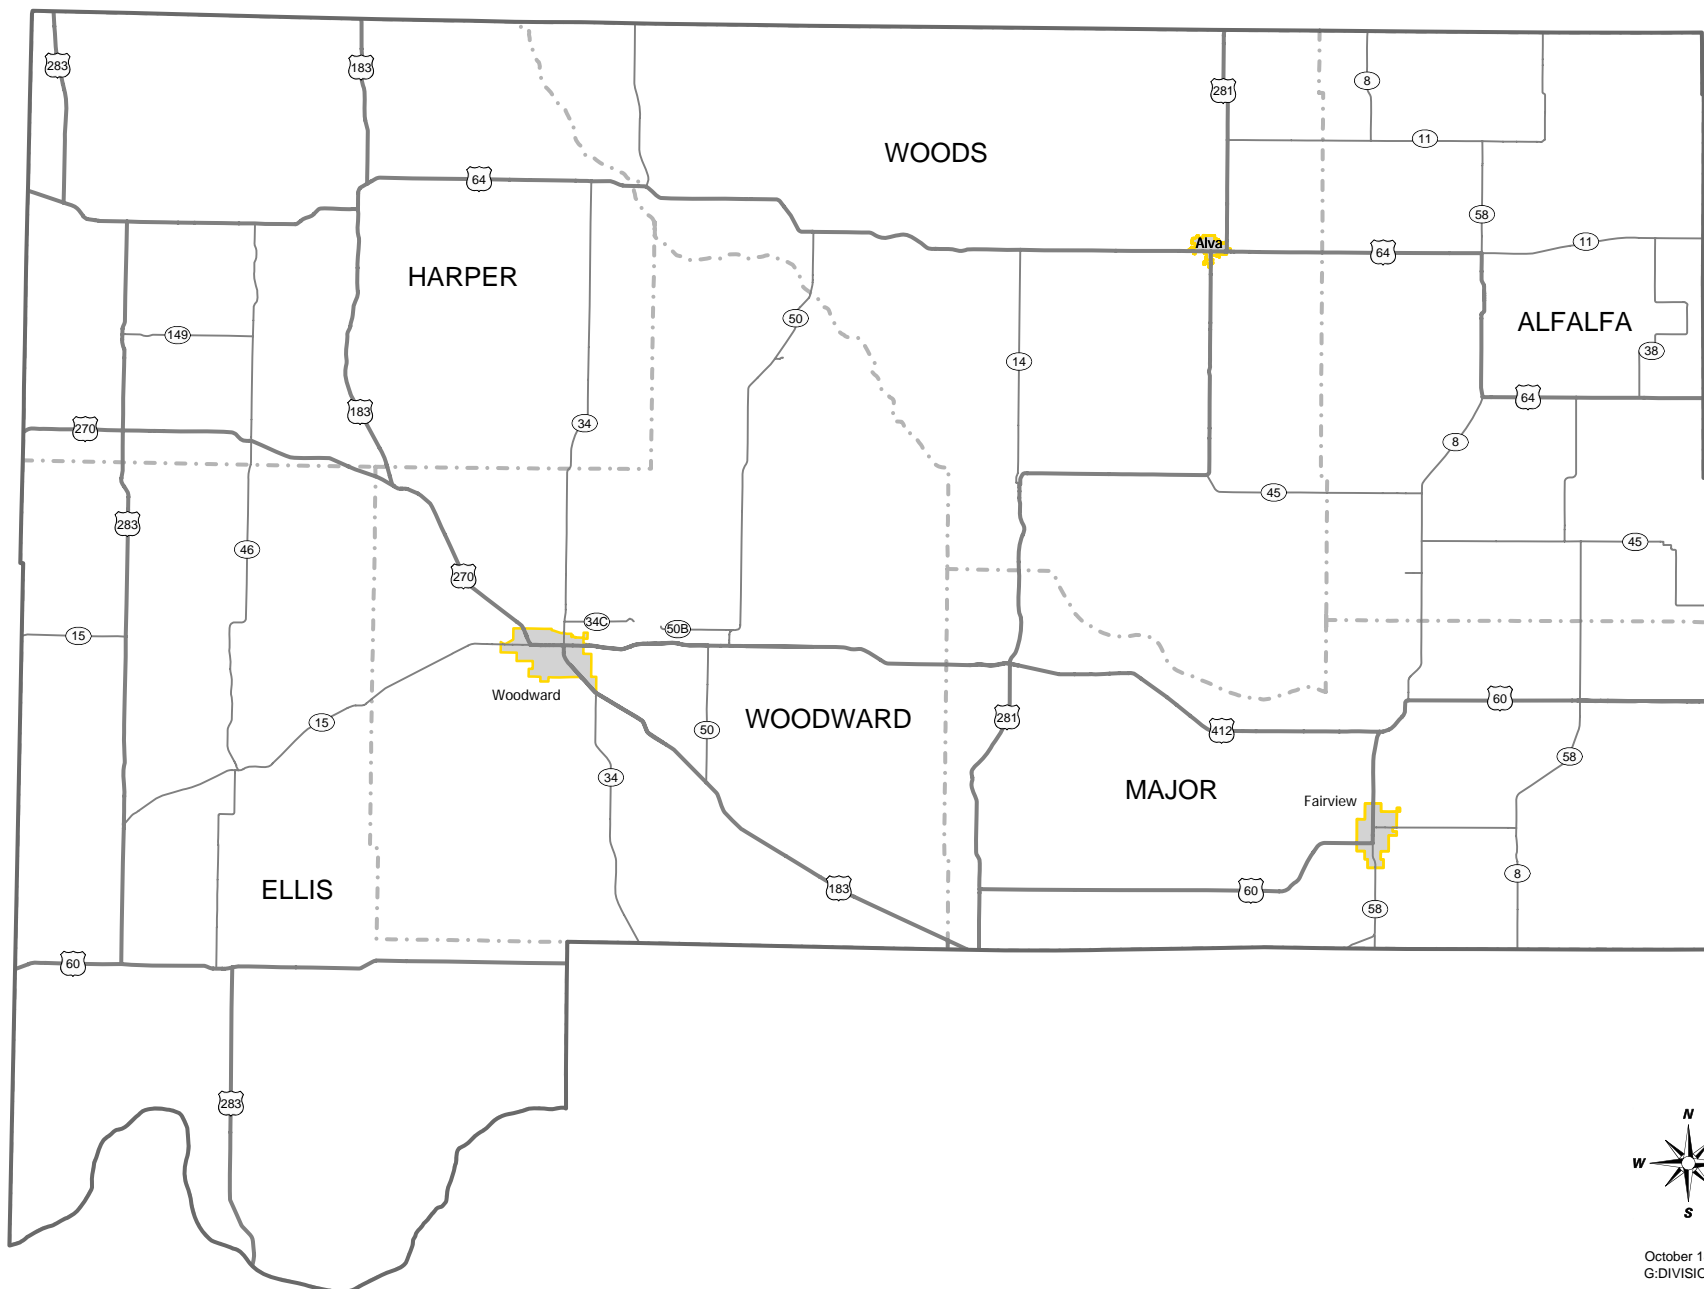 283
183
281
8
11
WOODS
64
58
Alva
11
64
HARPER
50
ALFALFA
149
14
38
64
183
34
270
8
45
283
46
45
270
34C
50B
15
Woodward
60
15
50
WOODWARD
281
412
58
34
MAJOR
Fairview
8
ELLIS
183
60
58
60
283
N
W
S
October 1
G:DIVISIO